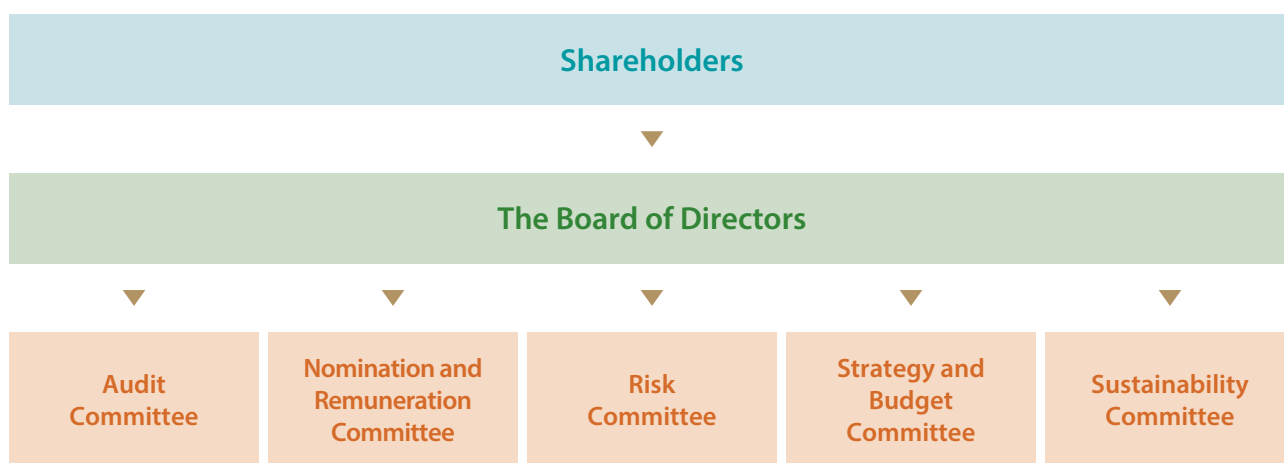 Shareholders
The Board of Directors
Audit
Committee
Nomination and
Remuneration
Committee
Risk
Committee
Strategy and
Budget
Committee
Sustainability
Committee